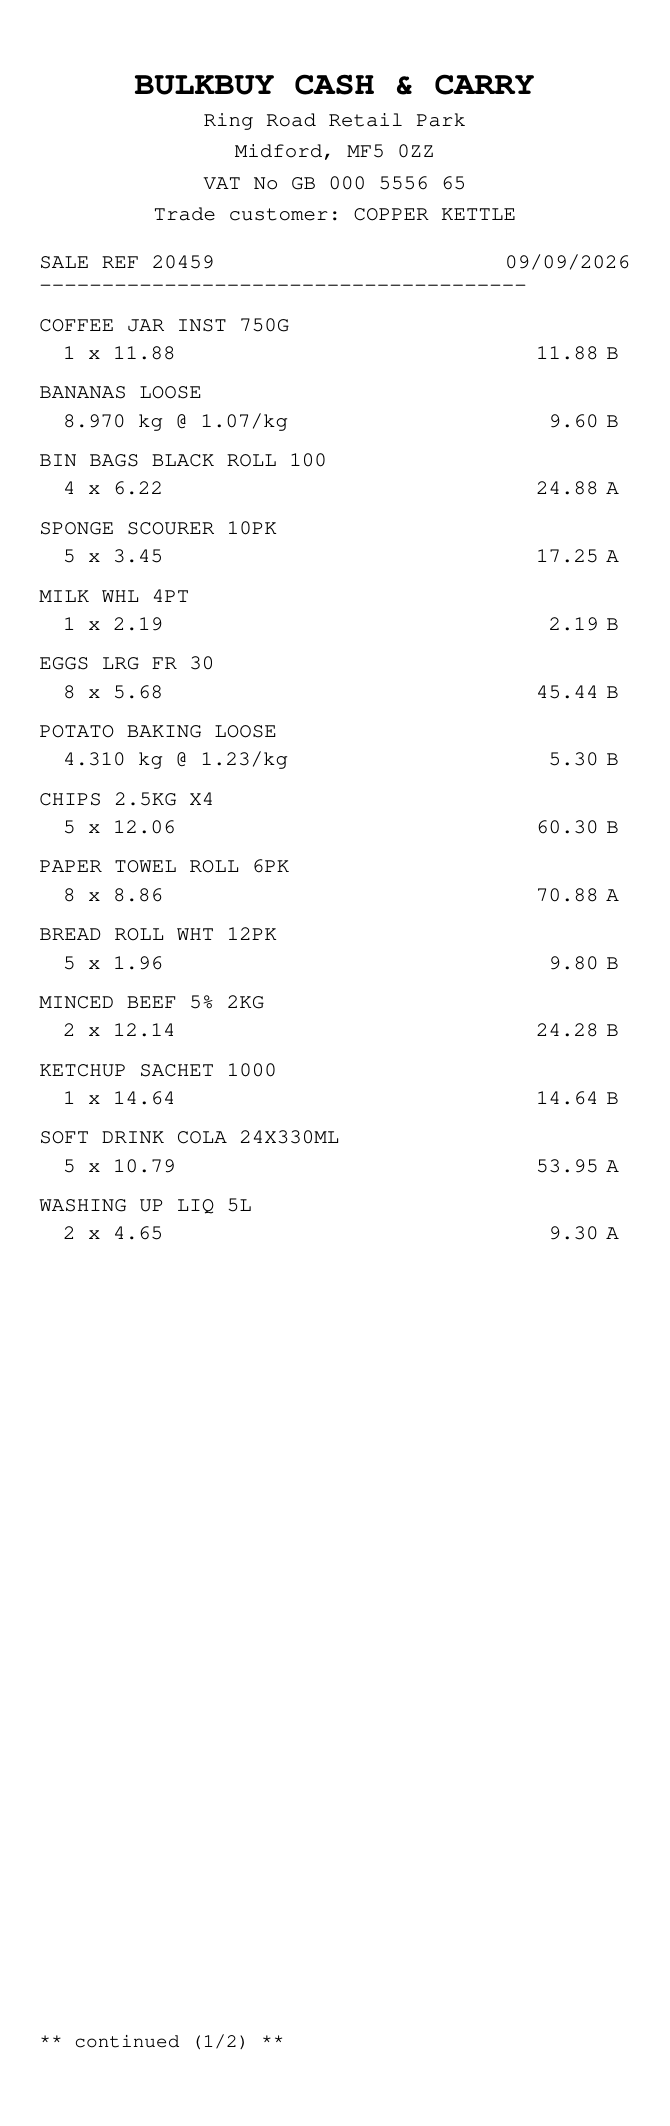 BULKBUY CASH & CARRY
Ring Road Retail Park
Midford, MF5 0ZZ
VAT No GB 000 5556 65
Trade customer: COPPER KETTLE
SALE REF 20459 09/09/2026
---------------------------------------
COFFEE JAR INST 750G
1 x 11.88 11.88 B
BANANAS LOOSE
8.970 kg @ 1.07/kg 9.60 B
BIN BAGS BLACK ROLL 100
4 x 6.22 24.88 A
SPONGE SCOURER 10PK
5 x 3.45 17.25 A
MILK WHL 4PT
1 x 2.19 2.19 B
EGGS LRG FR 30
8 x 5.68 45.44 B
POTATO BAKING LOOSE
4.310 kg @ 1.23/kg 5.30 B
CHIPS 2.5KG X4
5 x 12.06 60.30 B
PAPER TOWEL ROLL 6PK
8 x 8.86 70.88 A
BREAD ROLL WHT 12PK
5 x 1.96 9.80 B
MINCED BEEF 5% 2KG
2 x 12.14 24.28 B
KETCHUP SACHET 1000
1 x 14.64 14.64 B
SOFT DRINK COLA 24X330ML
5 x 10.79 53.95 A
WASHING UP LIQ 5L
2 x 4.65 9.30 A
** continued (1/2) **